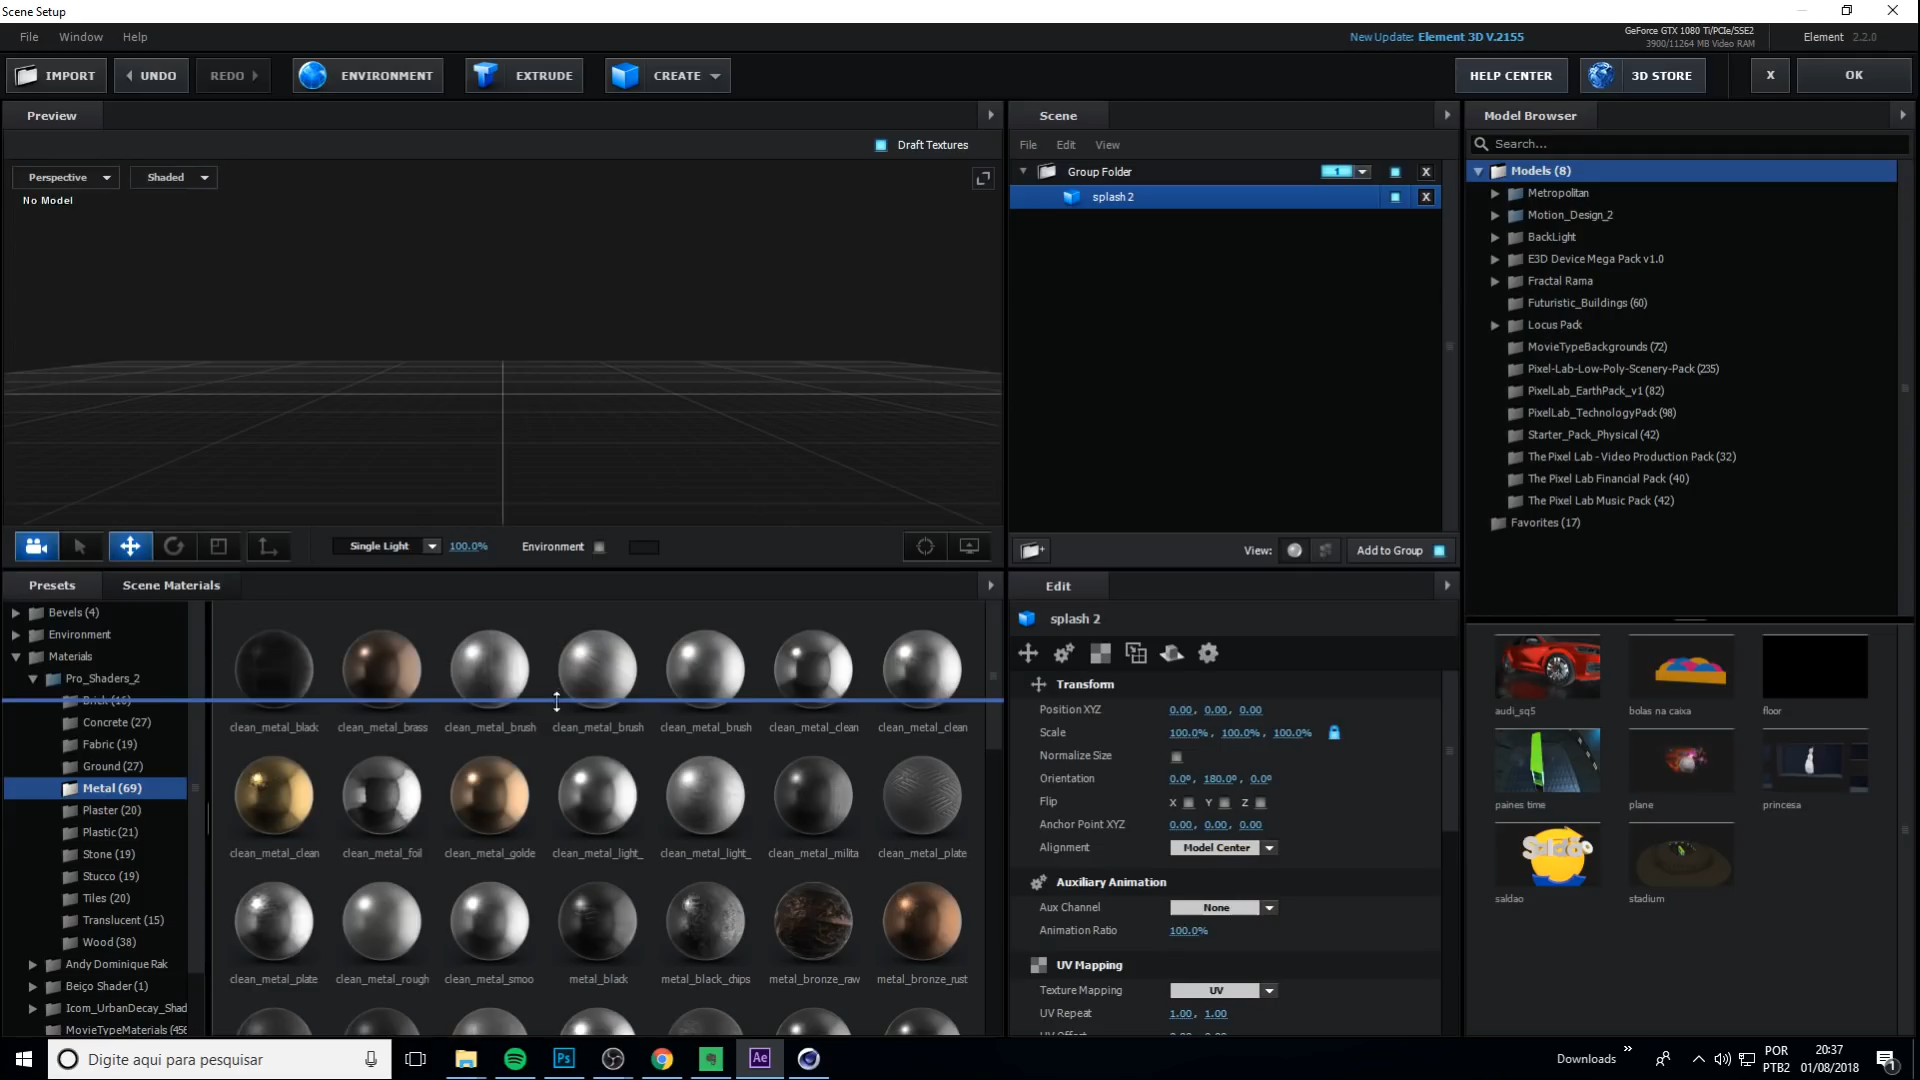 Scene Setup
File Window Help
New Update: Element 3D V.2155
GeForce GTX 1080 Ti/PCIe/SSE2
3900/11264 MB Video RAM
Element 2.2.0
IMPORT UNDO REDO ENVIRONMENT EXTRUDE CREATE HELP CENTER 3D STORE X OK
Preview
Draft Textures
Perspective Shaded
No Model
Single Light 100.0% Environment
Scene
File Edit View
Group Folder 1 X
splash 2 X
View: Add to Group
Model Browser
Search...
Models (8)
Metropolitan
Motion_Design_2
BackLight
E3D Device Mega Pack v1.0
Fractal Rama
Futuristic_Buildings (60)
Locus Pack
MovieTypeBackgrounds (72)
Pixel-Lab-Low-Poly-Scenery-Pack (235)
PixelLab_EarthPack_v1 (82)
PixelLab_TechnologyPack (98)
Starter_Pack_Physical (42)
The Pixel Lab - Video Production Pack (32)
The Pixel Lab Financial Pack (40)
The Pixel Lab Music Pack (42)
Favorites (17)
Presets Scene Materials
Bevels (4)
Environment
Materials
Pro_Shaders_2
Brick (16)
Concrete (27)
Fabric (19)
Ground (27)
Metal (69)
Plaster (20)
Plastic (21)
Stone (19)
Stucco (19)
Tiles (20)
Translucent (15)
Wood (38)
Andy Dominique Rak
Beiço Shader (1)
Icom_UrbanDecay_Shad
MovieTypeMaterials (456
clean_metal_black clean_metal_brass clean_metal_brush clean_metal_brush clean_metal_brush clean_metal_clean clean_metal_clean
clean_metal_clean clean_metal_foil clean_metal_golde clean_metal_light_ clean_metal_light_ clean_metal_milita clean_metal_plate
clean_metal_plate clean_metal_rough clean_metal_smoo metal_black metal_black_chips metal_bronze_raw metal_bronze_rust
Edit
splash 2
Transform
Position XYZ 0.00, 0.00, 0.00
Scale 100.0%, 100.0%, 100.0%
Normalize Size
Orientation 0.0º, 180.0º, 0.0º
Flip X Y Z
Anchor Point XYZ 0.00, 0.00, 0.00
Alignment Model Center
Auxiliary Animation
Aux Channel None
Animation Ratio 100.0%
UV Mapping
Texture Mapping UV
UV Repeat 1.00, 1.00
audi_sq5 bolas na caixa floor
paines time plane princesa
Saldão
saldao stadium
Digite aqui para pesquisar
Ps Ae
Downloads
POR
PTB2
20:37
01/08/2018
1